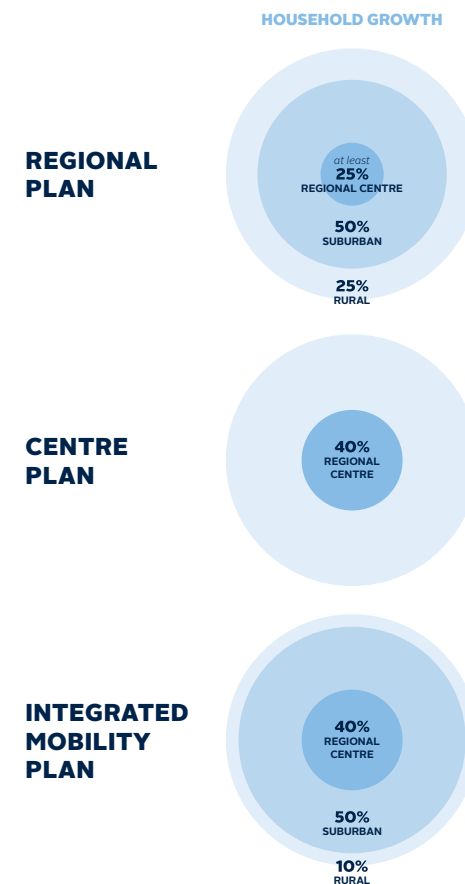 HOUSEHOLD GROWTH
REGIONAL
PLAN
at least
25%
REGIONAL CENTRE
50%
SUBURBAN
25%
RURAL
CENTRE
PLAN
40%
REGIONAL
CENTRE
INTEGRATED
MOBILITY
PLAN
40%
REGIONAL
CENTRE
50%
SUBURBAN
10%
RURAL